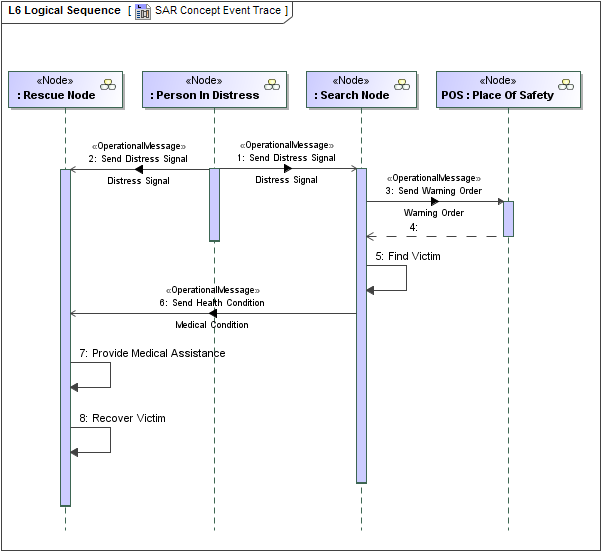 L6 Logical Sequence [ SAR Concept Event Trace ]
«Node»
: Rescue Node
«Node»
: Person In Distress
«Node»
: Search Node
«Node»
POS : Place Of Safety
«OperationalMessage»
2: Send Distress Signal
Distress Signal
«OperationalMessage»
1: Send Distress Signal
Distress Signal
«OperationalMessage»
3: Send Warning Order
Warning Order
4:
5: Find Victim
«OperationalMessage»
6: Send Health Condition
Medical Condition
7: Provide Medical Assistance
8: Recover Victim